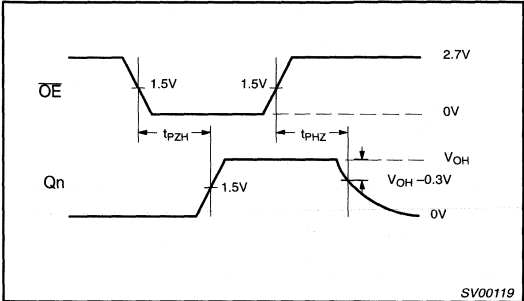 2.7V
1.5V 1.5V
OE
0V
tPZH tPHZ
VOH
Qn
1.5V
VOH –0.3V
0V
SV00119